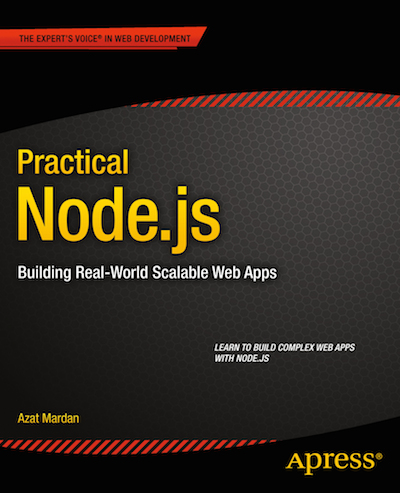 THE EXPERT'S VOICE® IN WEB DEVELOPMENT
Practical
Node.js
Building Real-World Scalable Web Apps
LEARN TO BUILD COMPLEX WEB APPS
WITH NODE.JS
Azat Mardan
Apress®